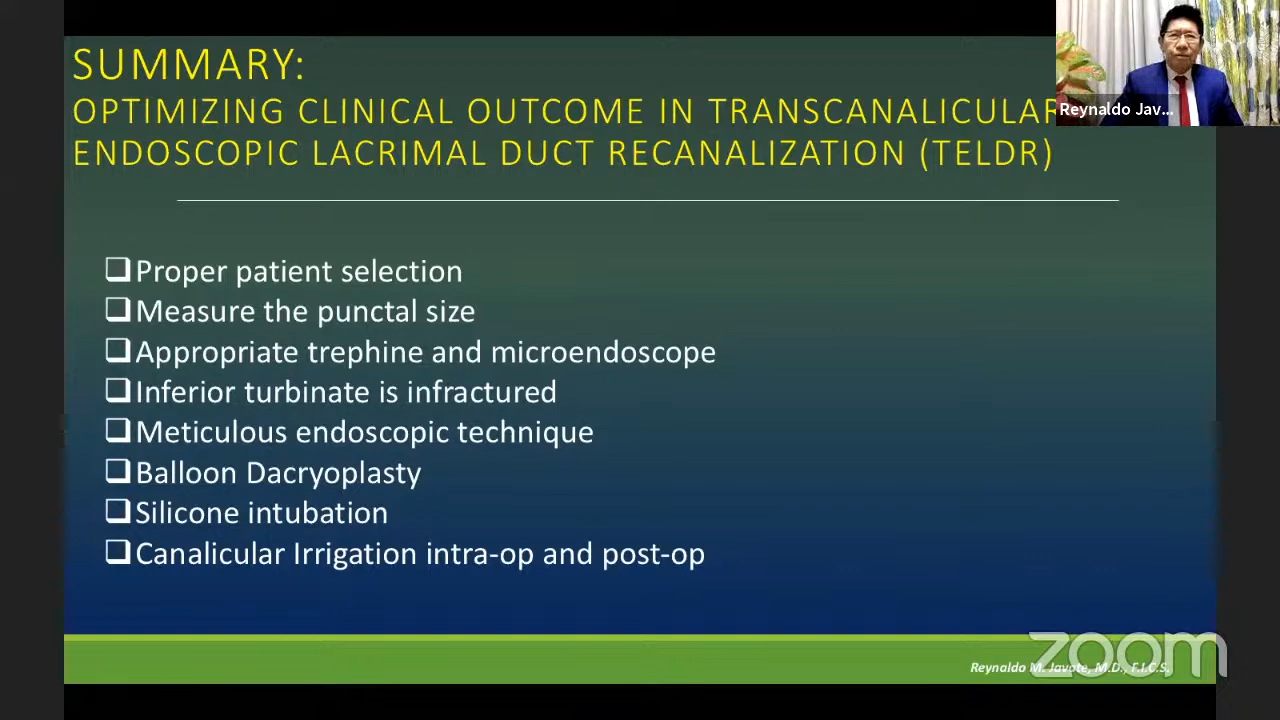 SUMMARY:
OPTIMIZING CLINICAL OUTCOME IN TRANSCANALICULAR
ENDOSCOPIC LACRIMAL DUCT RECANALIZATION (TELDR)
Reynaldo Jav...
❑Proper patient selection
❑Measure the punctal size
❑Appropriate trephine and microendoscope
❑Inferior turbinate is infractured
❑Meticulous endoscopic technique
❑Balloon Dacryoplasty
❑Silicone intubation
❑Canalicular Irrigation intra-op and post-op
zoom
Reynaldo M. Javate, M.D., F.I.C.S.